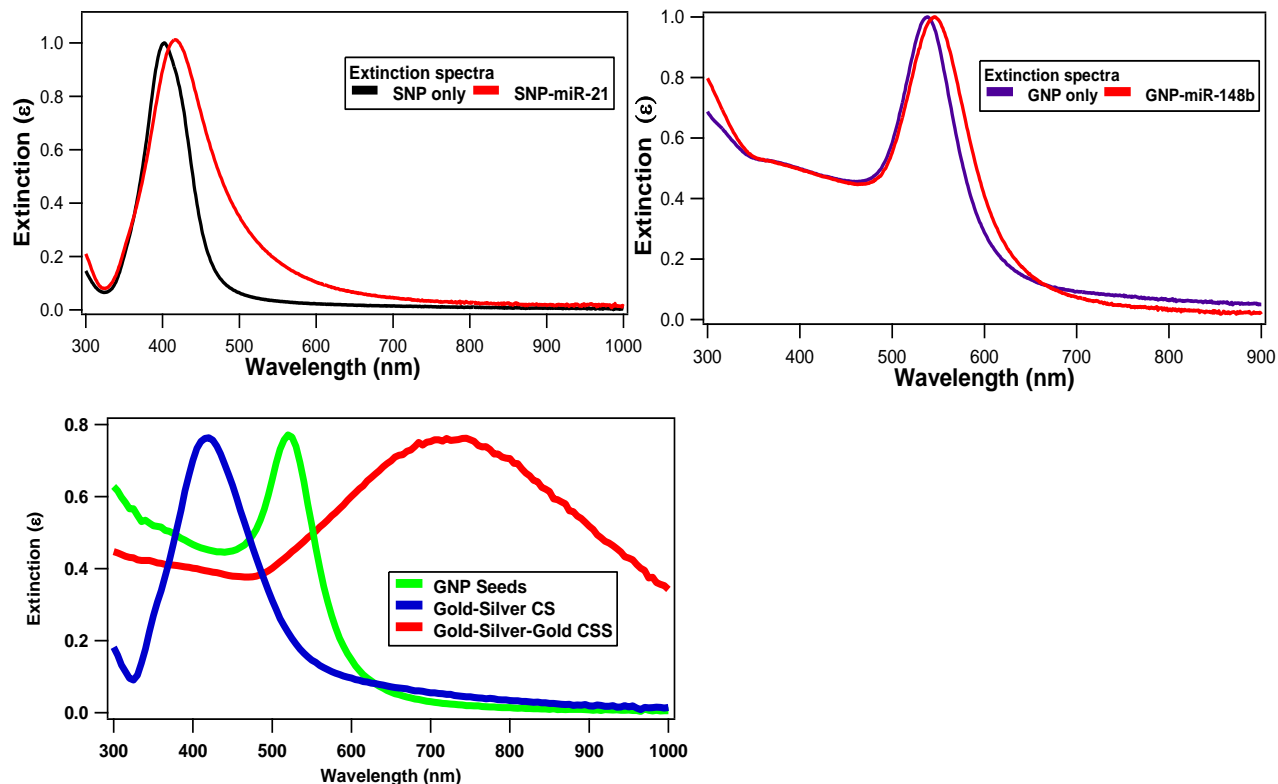 1.0
0.8
0.6
0.4
0.2
0.0
Extinction (ε)
Extinction spectra
SNP only SNP-miR-21
300 400 500 600 700 800 900 1000
Wavelength (nm)
1.0
0.8
0.6
0.4
0.2
0.0
Extinction (ε)
Extinction spectra
GNP only GNP-miR-148b
300 400 500 600 700 800 900
Wavelength (nm)
0.8
0.6
0.4
0.2
0.0
Extinction (ε)
GNP Seeds
Gold-Silver CS
Gold-Silver-Gold CSS
300 400 500 600 700 800 900 1000
Wavelength (nm)